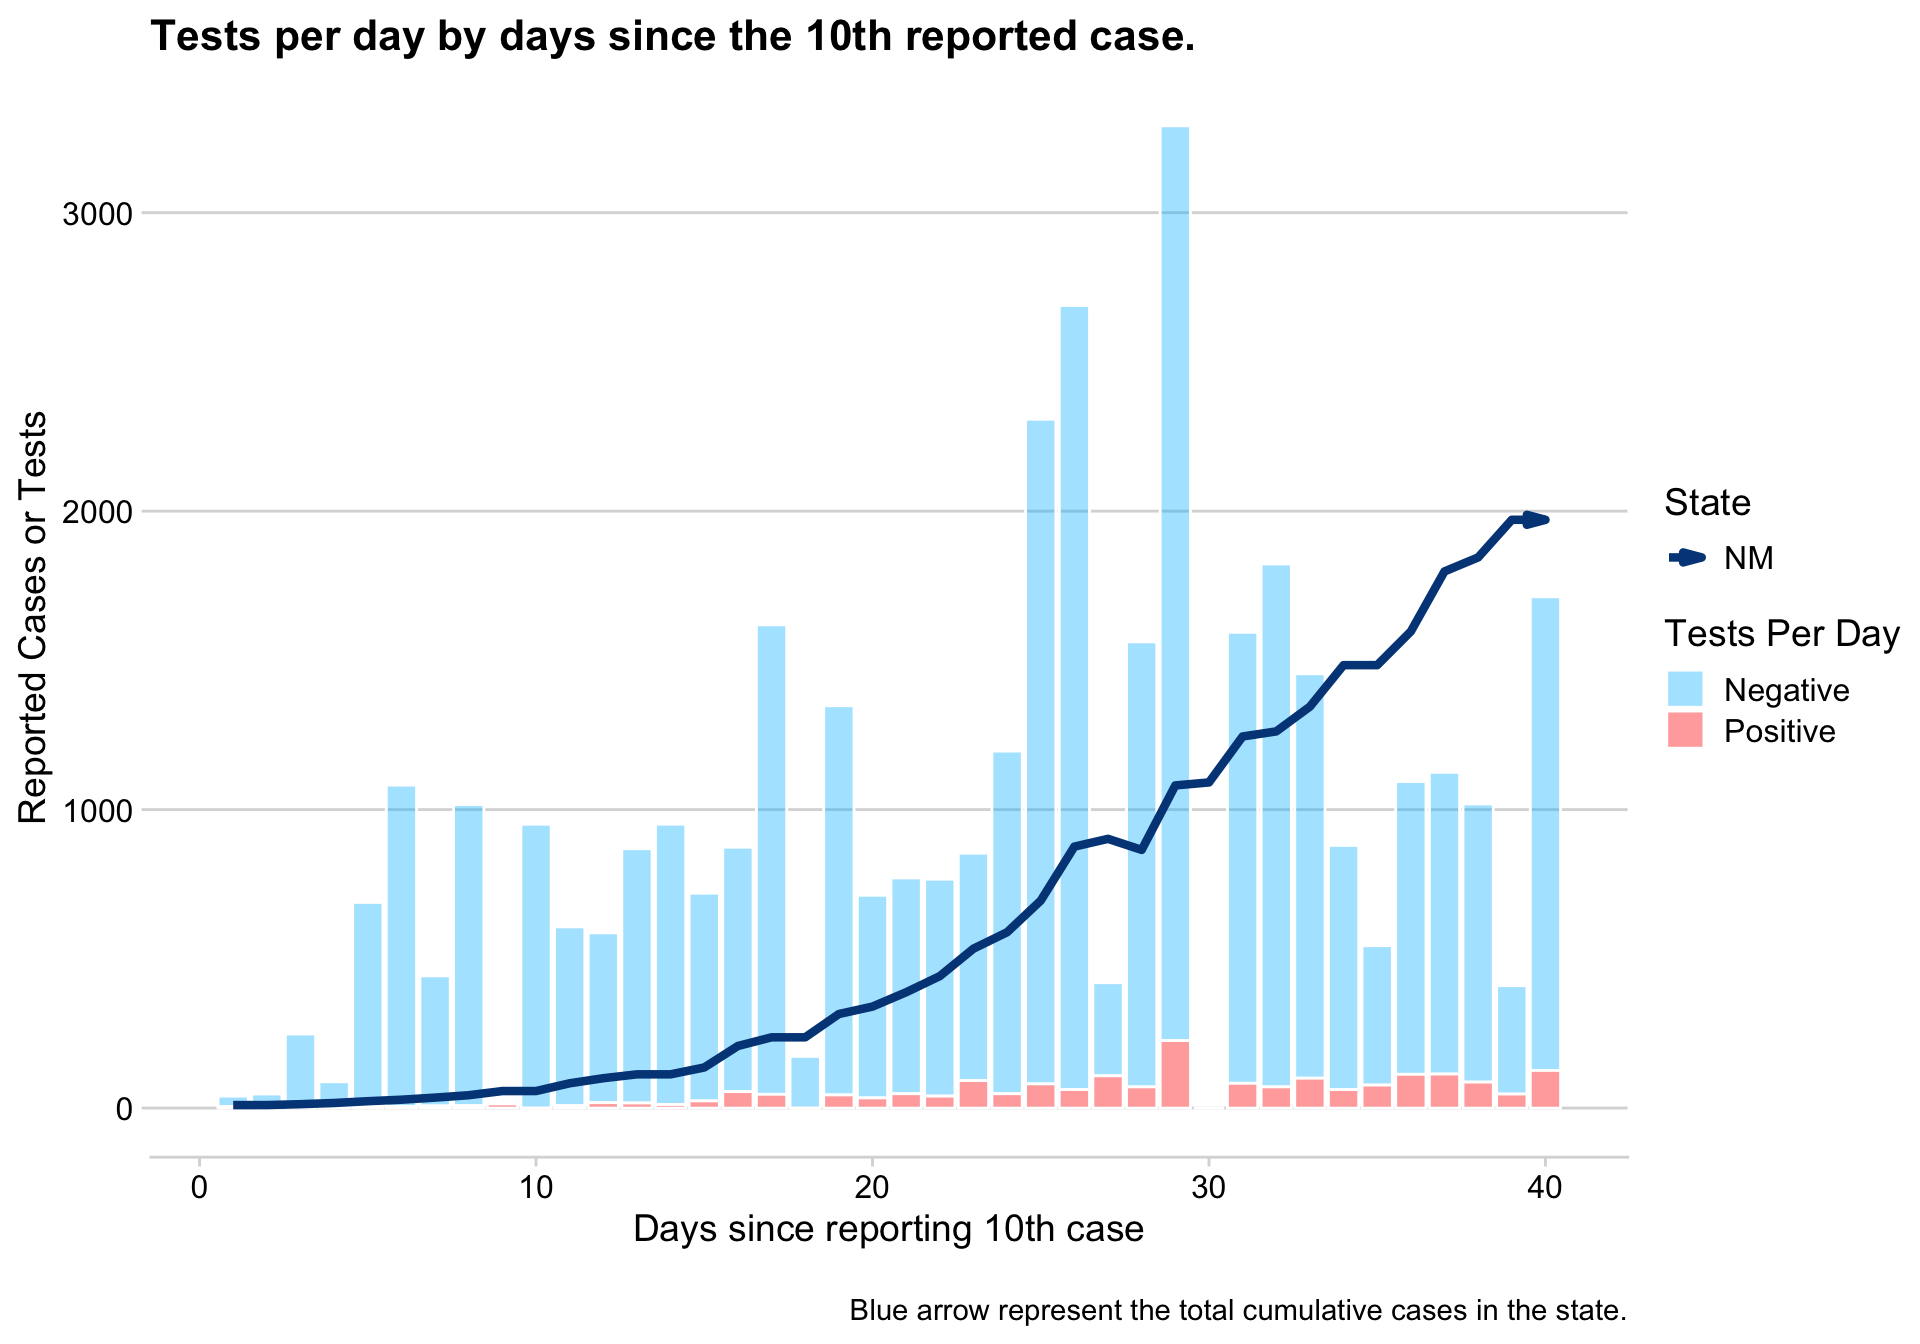 Tests per day by days since the 10th reported case.
3000
2000
1000
0
Reported Cases or Tests
0
10
20
30
40
Days since reporting 10th case
State
NM
Tests Per Day
Negative
Positive
Blue arrow represent the total cumulative cases in the state.